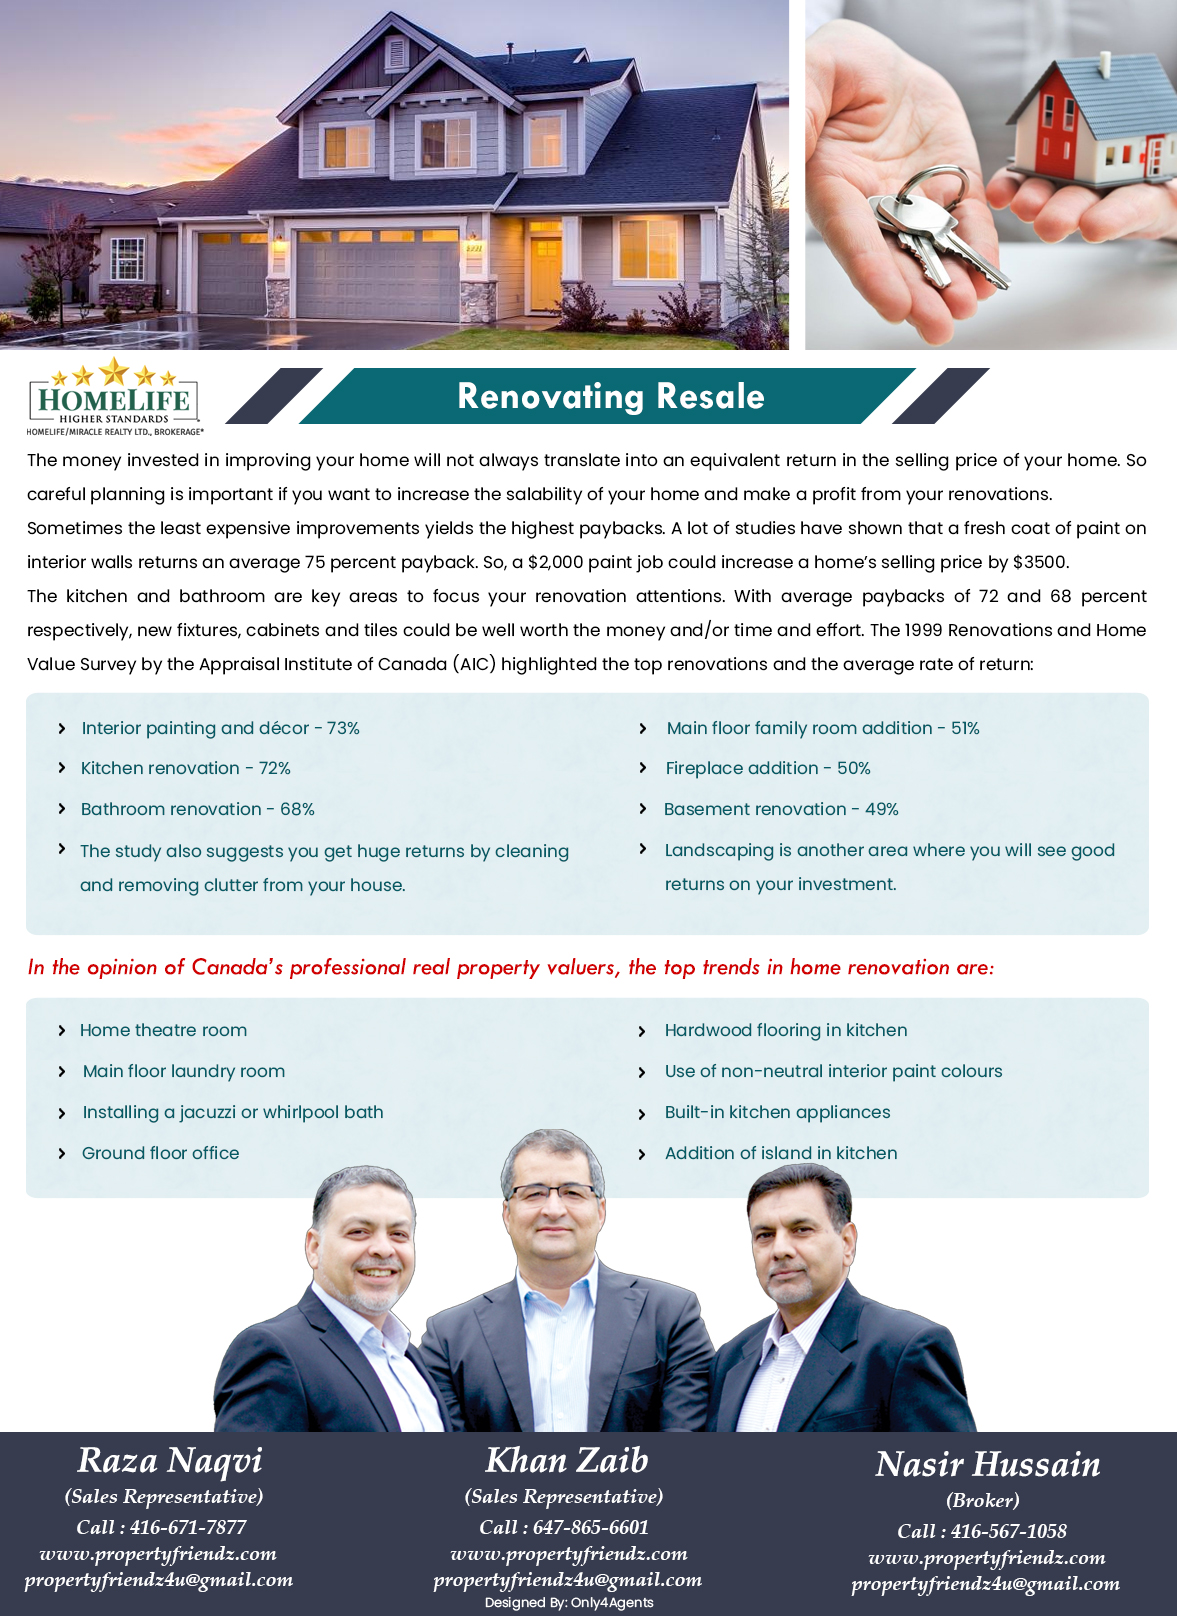 HOMELIFE
HIGHER STANDARDS
HOMELIFE/MIRACLE REALTY LTD., BROKERAGE*
Renovating Resale
The money invested in improving your home will not always translate into an equivalent return in the selling price of your home. So
careful planning is important if you want to increase the salability of your home and make a profit from your renovations.
Sometimes the least expensive improvements yields the highest paybacks. A lot of studies have shown that a fresh coat of paint on
interior walls returns an average 75 percent payback. So, a $2,000 paint job could increase a home's selling price by $3500.
The kitchen and bathroom are key areas to focus your renovation attentions. With average paybacks of 72 and 68 percent
respectively, new fixtures, cabinets and tiles could be well worth the money and/or time and effort. The 1999 Renovations and Home
Value Survey by the Appraisal Institute of Canada (AIC) highlighted the top renovations and the average rate of return:
Interior painting and décor - 73%
Kitchen renovation - 72%
Bathroom renovation - 68%
The study also suggests you get huge returns by cleaning
and removing clutter from your house.
Main floor family room addition - 51%
Fireplace addition - 50%
Basement renovation - 49%
Landscaping is another area where you will see good
returns on your investment.
In the opinion of Canada's professional real property valuers, the top trends in home renovation are:
Home theatre room
Main floor laundry room
Installing a jacuzzi or whirlpool bath
Ground floor office
Hardwood flooring in kitchen
Use of non-neutral interior paint colours
Built-in kitchen appliances
Addition of island in kitchen
Raza Naqvi
(Sales Representative)
Call : 416-671-7877
www.propertyfriendz.com
propertyfriendz4u@gmail.com
Khan Zaib
(Sales Representative)
Call : 647-865-6601
www.propertyfriendz.com
propertyfriendz4u@gmail.com
Designed By: Only4Agents
Nasir Hussain
(Broker)
Call : 416-567-1058
www.propertyfriendz.com
propertyfriendz4u@gmail.com